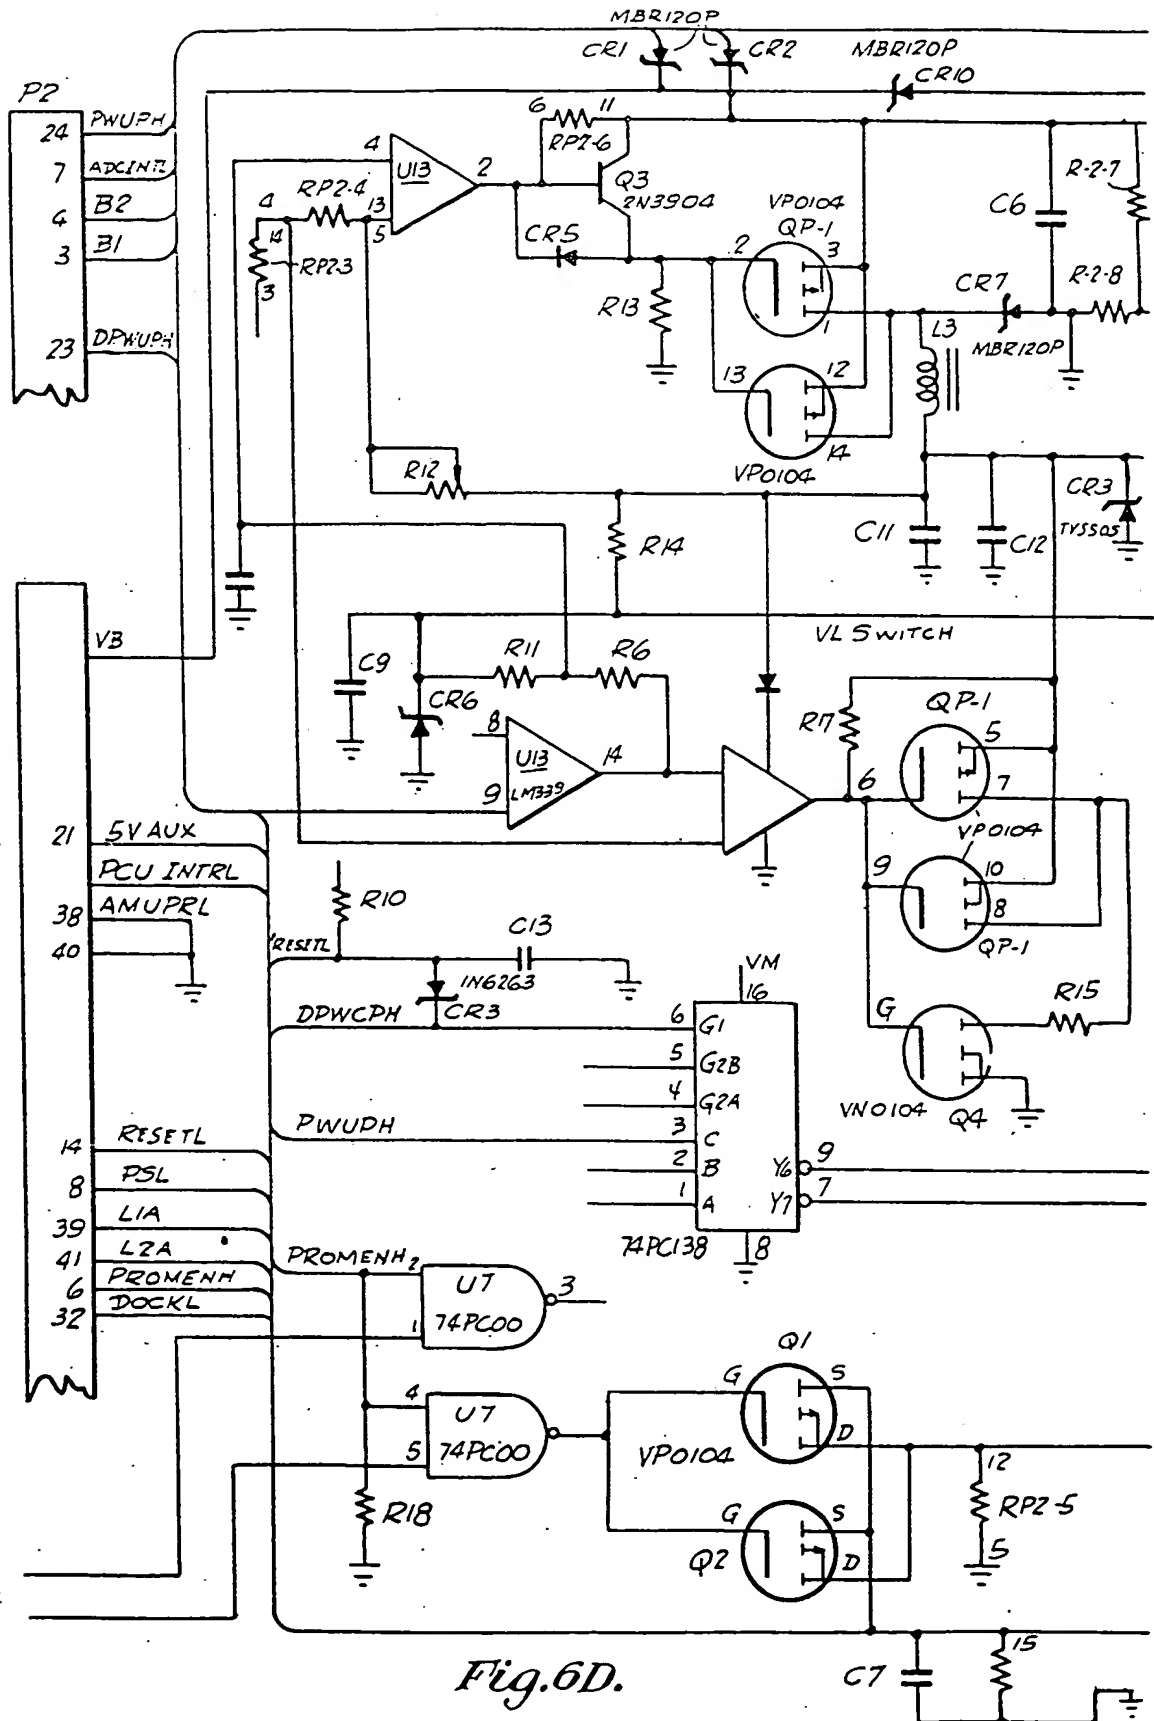 MBR120P
CR1
CR2
MBR120P
CR10
P2
24 PWUPH
7 ADCINTL
4 B2
3 B1
23 DPWUPH
6
11
RP2-6
4
U13
2
Q3
2N3904
RP2-4
4
14
13
5
RP2-3
3
CR5
R13
VP0104
QP-1
2
3
1
C6
R-2-7
R-2-8
CR7
MBR120P
L3
13
12
14
VP0104
R12
R14
C11
C12
CR3
TVS505
VB
C9
CR6
R11
R6
VL SWITCH
8
U13
LM339
9
14
R7
QP-1
6
5
7
VP0104
9
10
8
QP-1
21 5V AUX
PCU INTRL
38 AMUPRL
40
R10
RESETL
C13
1N6263
CR3
DPWCPH
PWUPH
VM
16
6 G1
5 G2B
4 G2A
3 C
2 B
1 A
Y6 9
Y7 7
74PC138
8
G
R15
VN0104
Q4
14 RESETL
8 PSL
39 L1A
41 L2A
6 PROMENH
32 DOCKL
PROMENH
2
1
U7
74PC00
3
4
5
U7
74PC00
R18
Q1
G
S
D
VP0104
G
S
D
Q2
12
RP2-5
5
C7
15
Fig.6D.